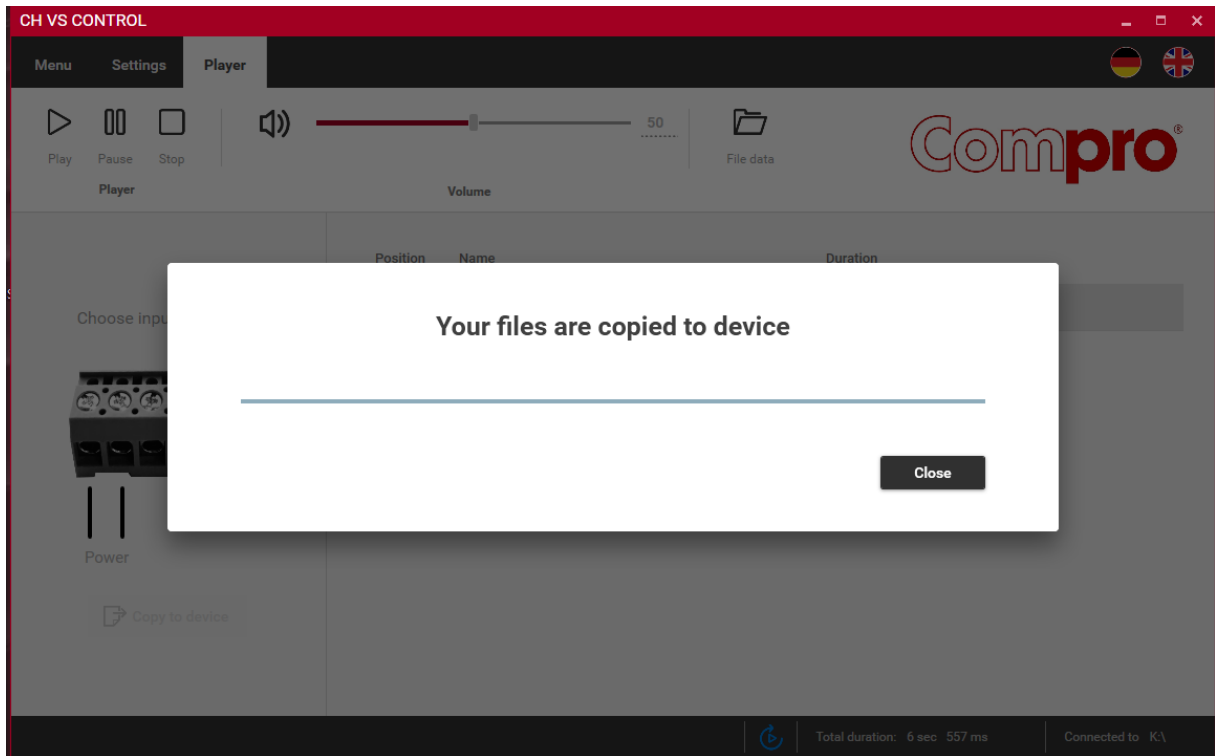 CH VS CONTROL
Menu Settings Player
Compro®
50
Play Pause Stop File data
Player Volume
Position Name Duration
Choose inpu
Your files are copied to device
Close
Power
Copy to device
Total duration: 6 sec 557 ms Connected to K:\